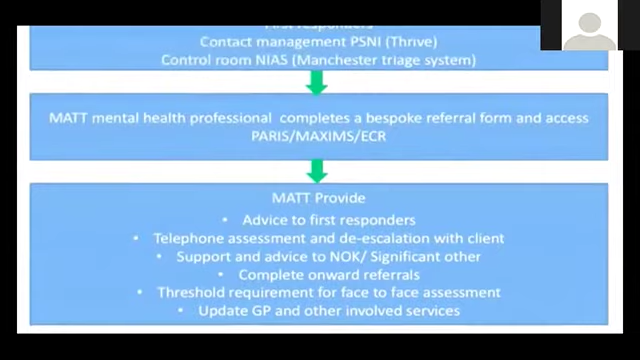 First responders
Contact management PSNI (Thrive)
Control room NIAS (Manchester triage system)
MATT mental health professional completes a bespoke referral form and access
PARIS/MAXIMS/ECR
MATT Provide
• Advice to first responders
• Telephone assessment and de-escalation with client
• Support and advice to NOK/ Significant other
• Complete onward referrals
• Threshold requirement for face to face assessment
• Update GP and other involved services